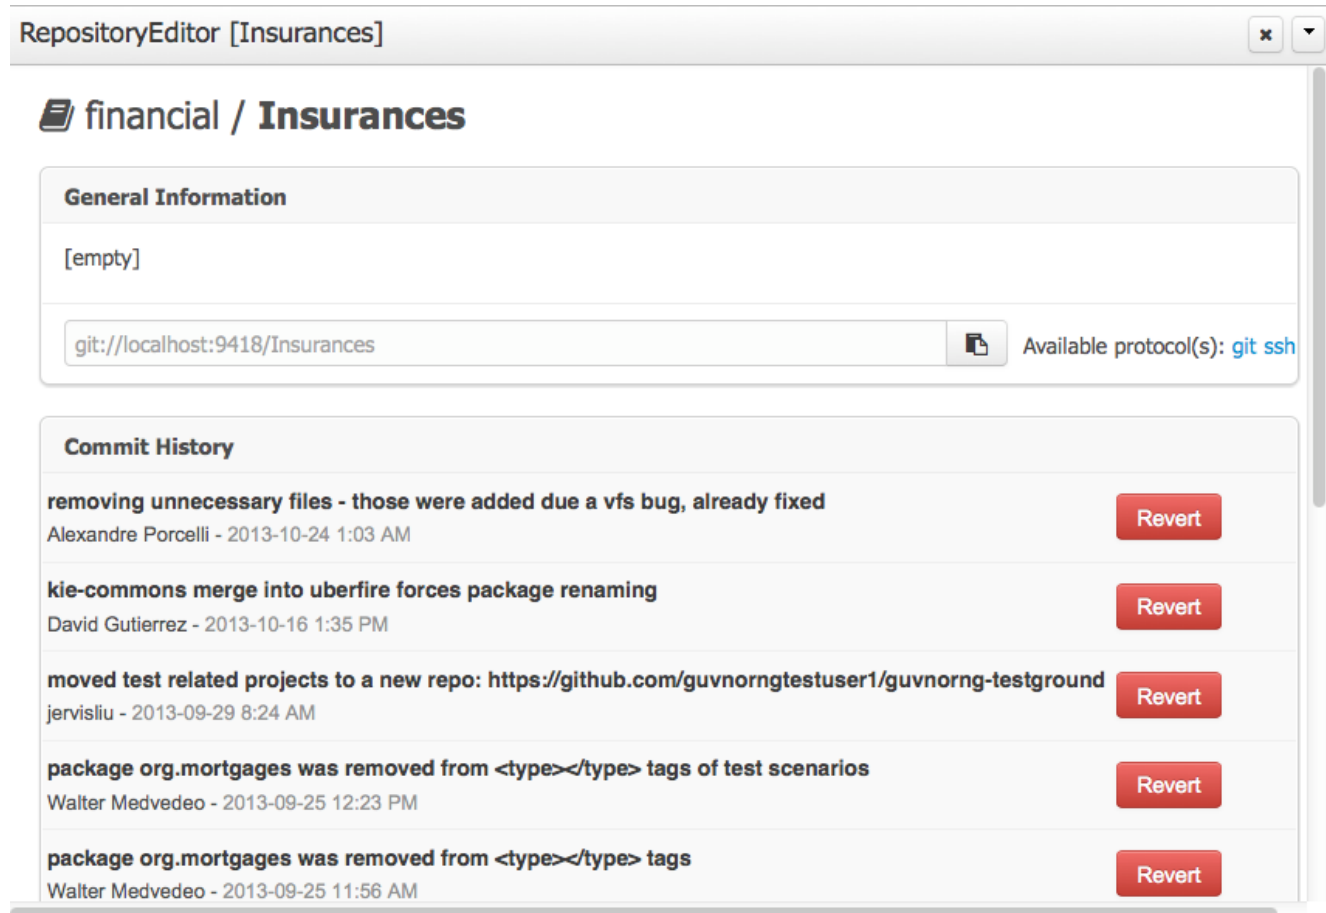 RepositoryEditor [Insurances]
financial / Insurances
General Information
[empty]
git://localhost:9418/Insurances
Available protocol(s): git ssh
Commit History
removing unnecessary files - those were added due a vfs bug, already fixed
Alexandre Porcelli - 2013-10-24 1:03 AM
Revert
kie-commons merge into uberfire forces package renaming
David Gutierrez - 2013-10-16 1:35 PM
Revert
moved test related projects to a new repo: https://github.com/guvnorngtestuser1/guvnorng-testground
jervisliu - 2013-09-29 8:24 AM
Revert
package org.mortgages was removed from <type></type> tags of test scenarios
Walter Medvedeo - 2013-09-25 12:23 PM
Revert
package org.mortgages was removed from <type></type> tags
Walter Medvedeo - 2013-09-25 11:56 AM
Revert